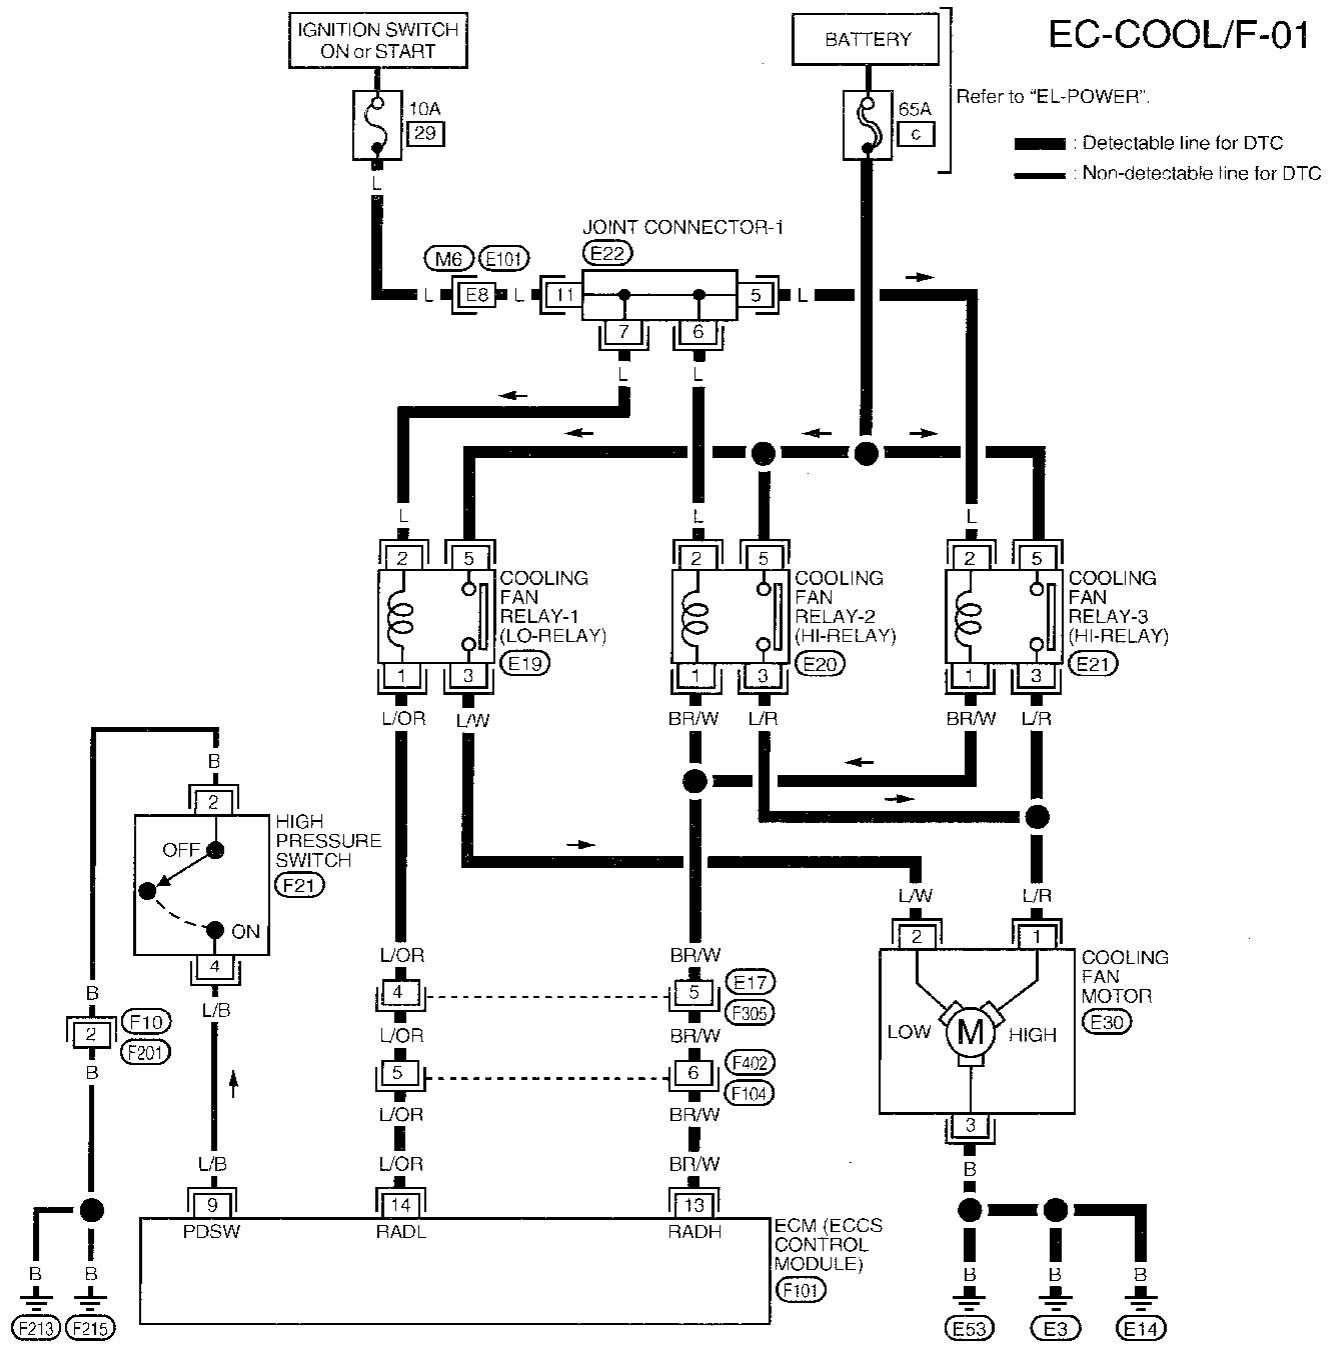 IGNITION SWITCH
ON or START
BATTERY
EC-COOL/F-01
10A
29
65A
c
Refer to "EL-POWER".
: Detectable line for DTC
: Non-detectable line for DTC
L
JOINT CONNECTOR-1
M6 E101 E22
L E8 L 11 5 L
7 6
L L
L L L
2 5 2 5 2 5
COOLING
FAN
RELAY-1
(LO-RELAY)
E19
COOLING
FAN
RELAY-2
(HI-RELAY)
E20
COOLING
FAN
RELAY-3
(HI-RELAY)
E21
1 3 1 3 1 3
L/OR L/W BR/W L/R BR/W L/R
B
2
HIGH
PRESSURE
SWITCH
F21
OFF
ON
4
L/B
L/W L/R
2 1
COOLING
FAN
MOTOR
E30
LOW M HIGH
3
B
L/OR BR/W
4 5
E17
F305
L/OR BR/W
5 6
F402
F104
L/OR BR/W
B
2
F10
F201
B
L/B L/OR BR/W
9 14 13
PDSW RADL RADH
ECM (ECCS
CONTROL
MODULE)
F101
B B
F213 F215
B B B
E53 E3 E14